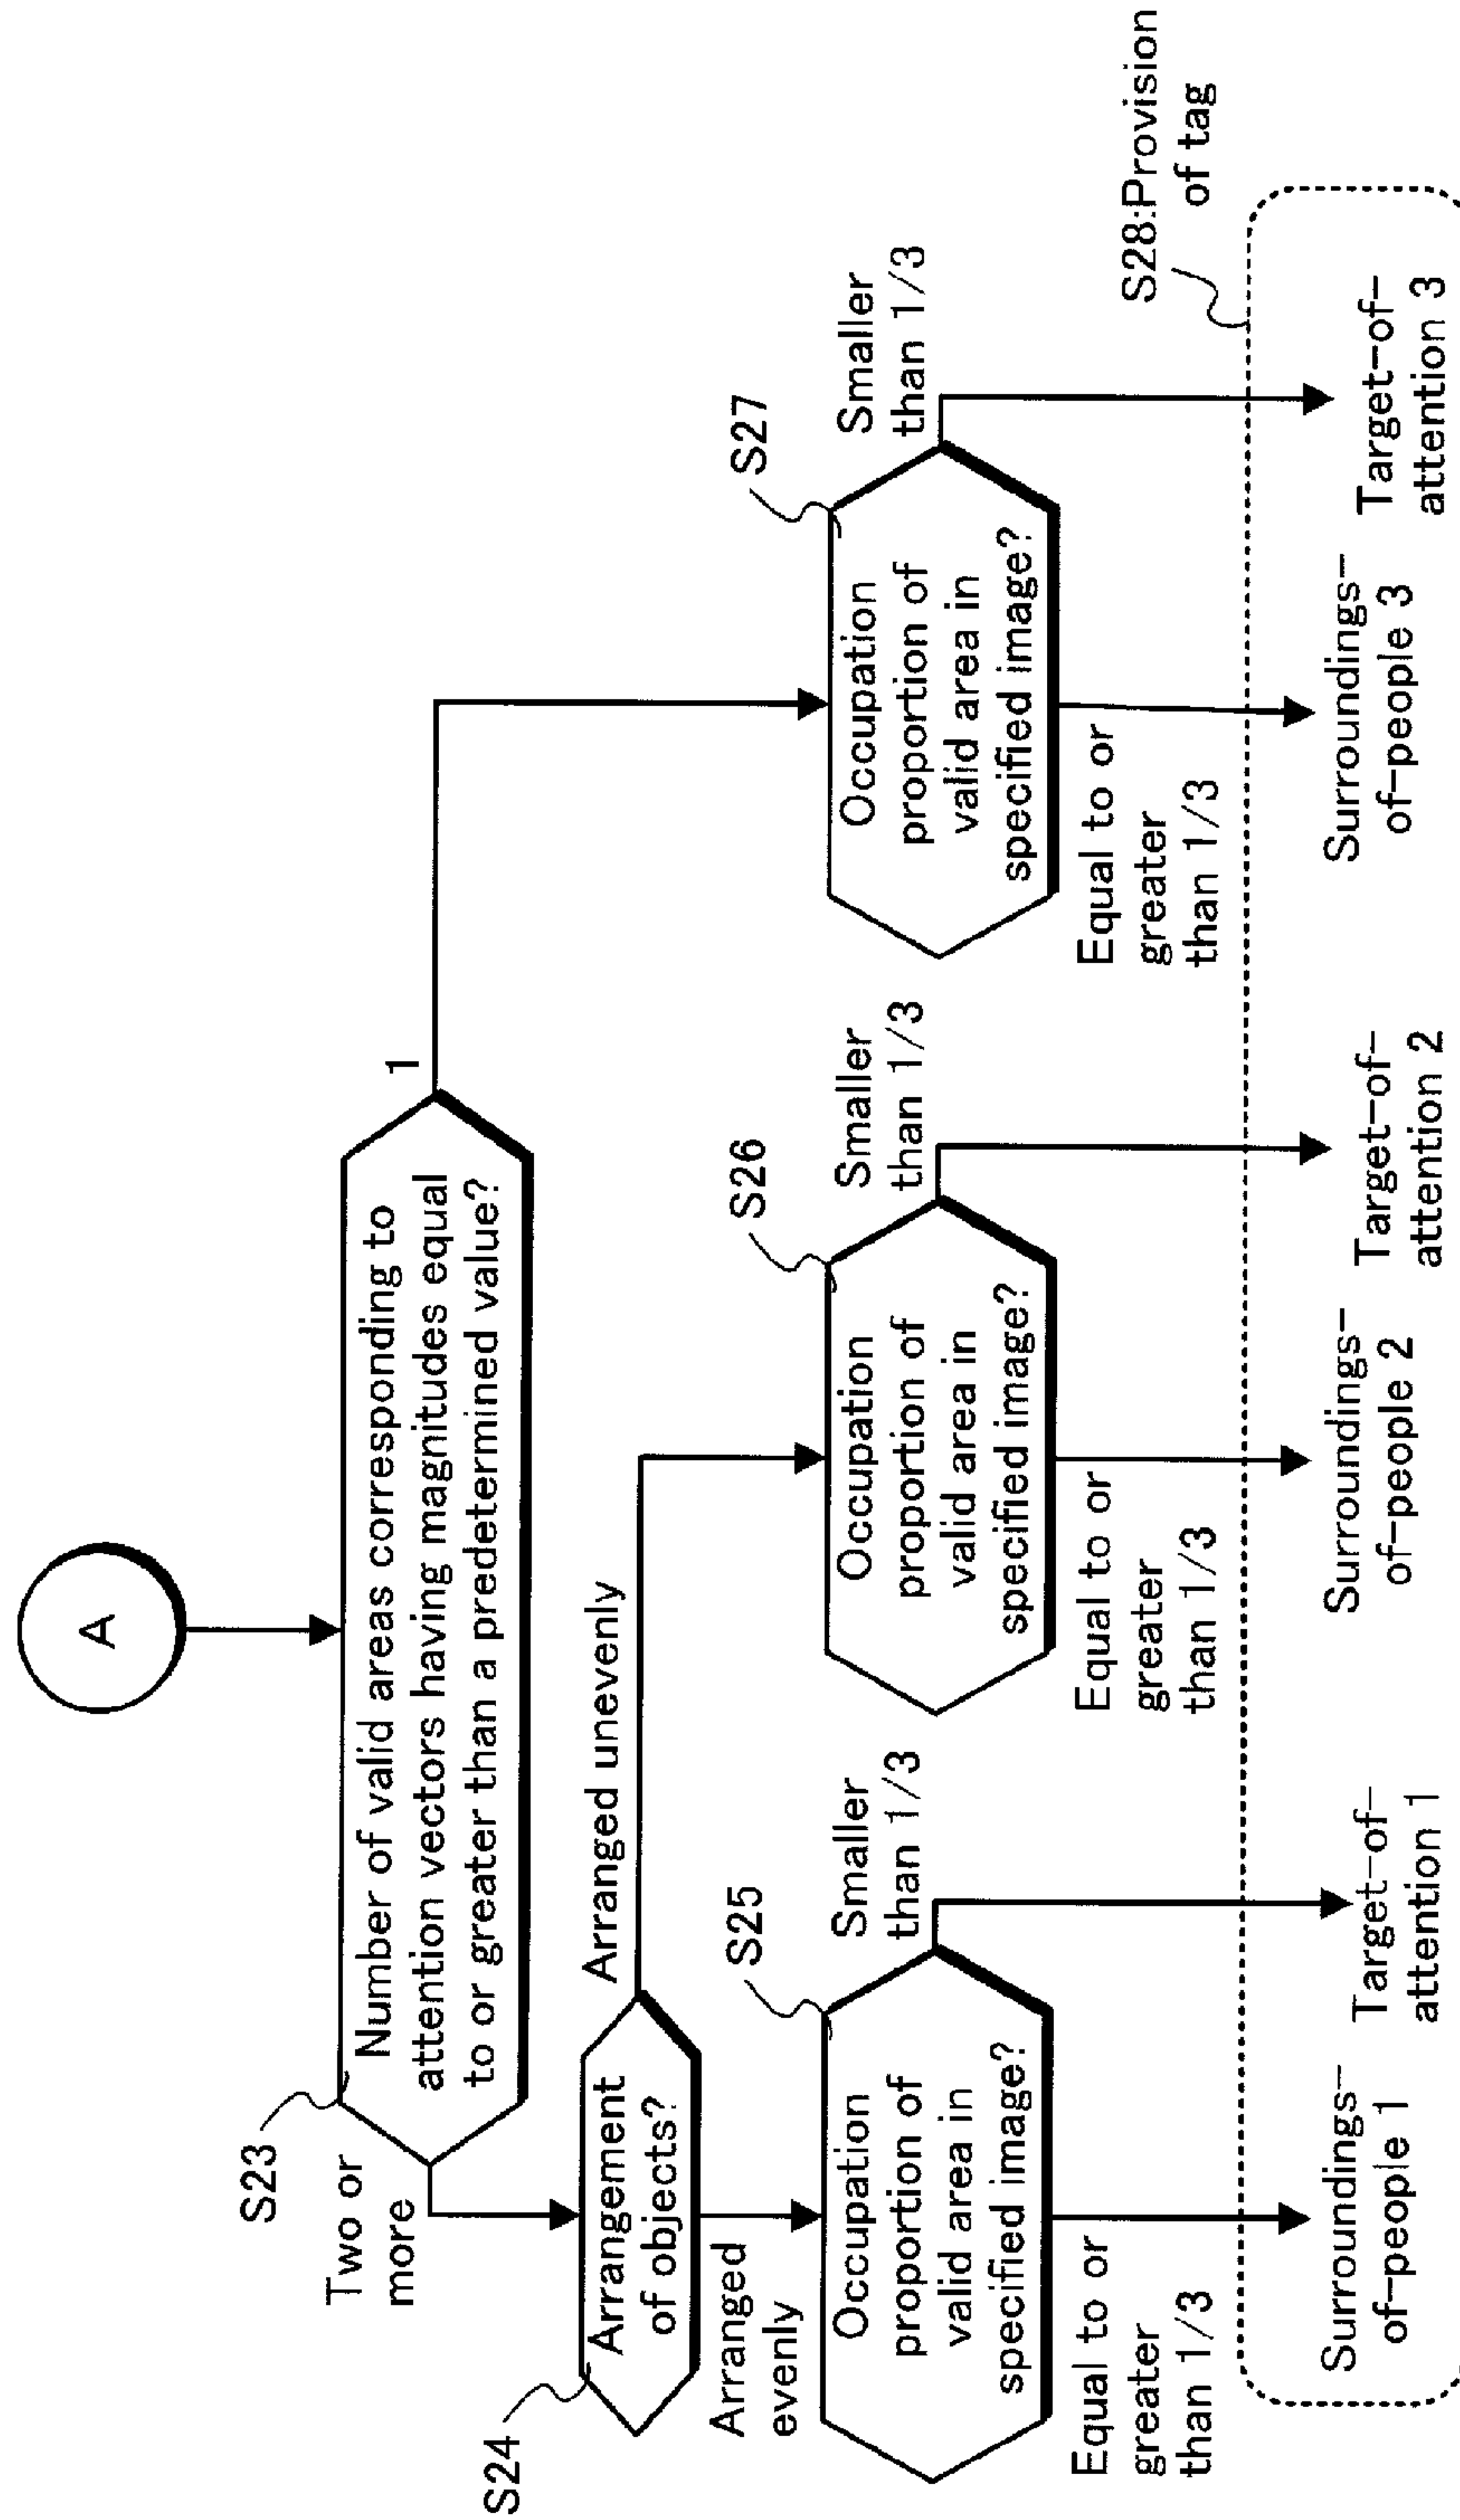 A
S23
Number of valid areas corresponding to
attention vectors having magnitudes equal
to or greater than a predetermined value?
Two or
more
1
S24
Arrangement
of objects?
Arranged unevenly
Arranged
evenly
S25
Occupation
proportion of
valid area in
specified image?
Smaller
than 1/3
Equal to or
greater
than 1/3
S26
Occupation
proportion of
valid area in
specified image?
Smaller
than 1/3
Equal to or
greater
than 1/3
S27
Occupation
proportion of
valid area in
specified image?
Smaller
than 1/3
Equal to or
greater
than 1/3
S28:Provision
of tag
Surroundings-
of-people 1
Target-of-
attention 1
Surroundings-
of-people 2
Target-of-
attention 2
Surroundings-
of-people 3
Target-of-
attention 3